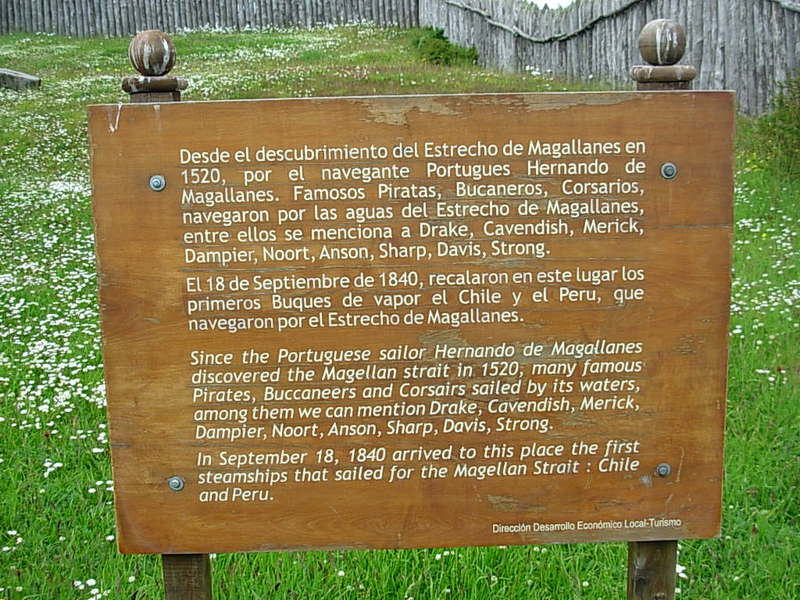 Desde el descubrimiento del Estrecho de Magallanes en
1520, por el navegante Portugues Hernando de
Magallanes. Famosos Piratas, Bucaneros, Corsarios,
navegaron por las aguas del Estrecho de Magallanes,
entre ellos se menciona a Drake, Cavendish, Merick,
Dampier, Noort, Anson, Sharp, Davis, Strong.
El 18 de Septiembre de 1840, recalaron en este lugar los
primeros Buques de vapor el Chile y el Peru, que
navegaron por el Estrecho de Magallanes.
Since the Portuguese sailor Hernando de Magallanes
discovered the Magellan strait in 1520, many famous
Pirates, Buccaneers and Corsairs sailed by its waters,
among them we can mention Drake, Cavendish, Merick,
Dampier, Noort, Anson, Sharp, Davis, Strong.
In September 18, 1840 arrived to this place the first
steamships that sailed for the Magellan Strait : Chile
and Peru.
Dirección Desarrollo Económico Local-Turismo